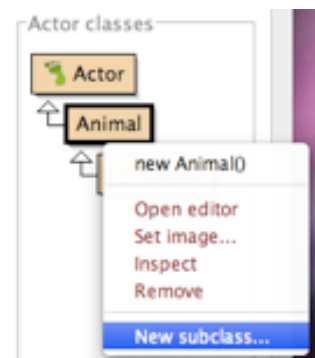 Actor classes
Actor
Animal
new Animal()
Open editor
Set image...
Inspect
Remove
New subclass...